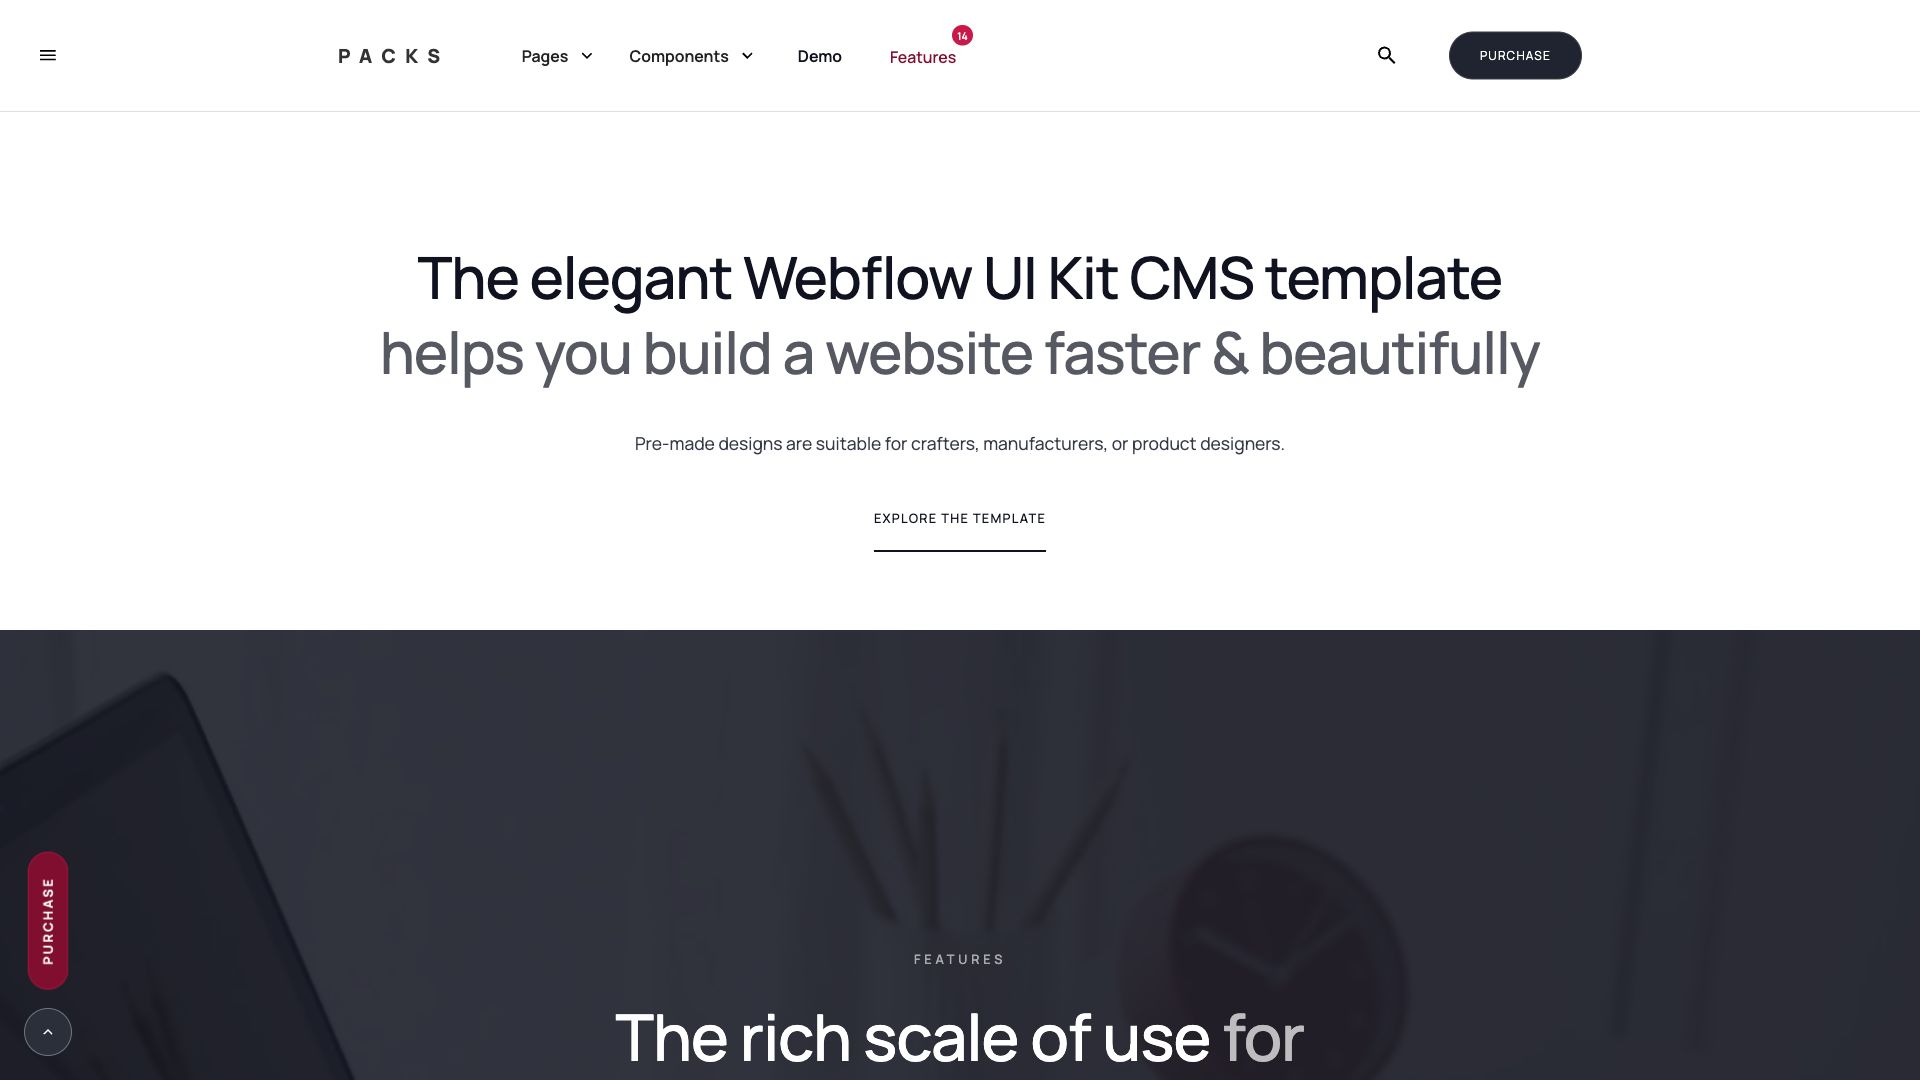 PACKS
Pages
Components
Demo
Features
14
PURCHASE
The elegant Webflow UI Kit CMS template
helps you build a website faster & beautifully
Pre-made designs are suitable for crafters, manufacturers, or product designers.
EXPLORE THE TEMPLATE
PURCHASE
FEATURES
The rich scale of use for